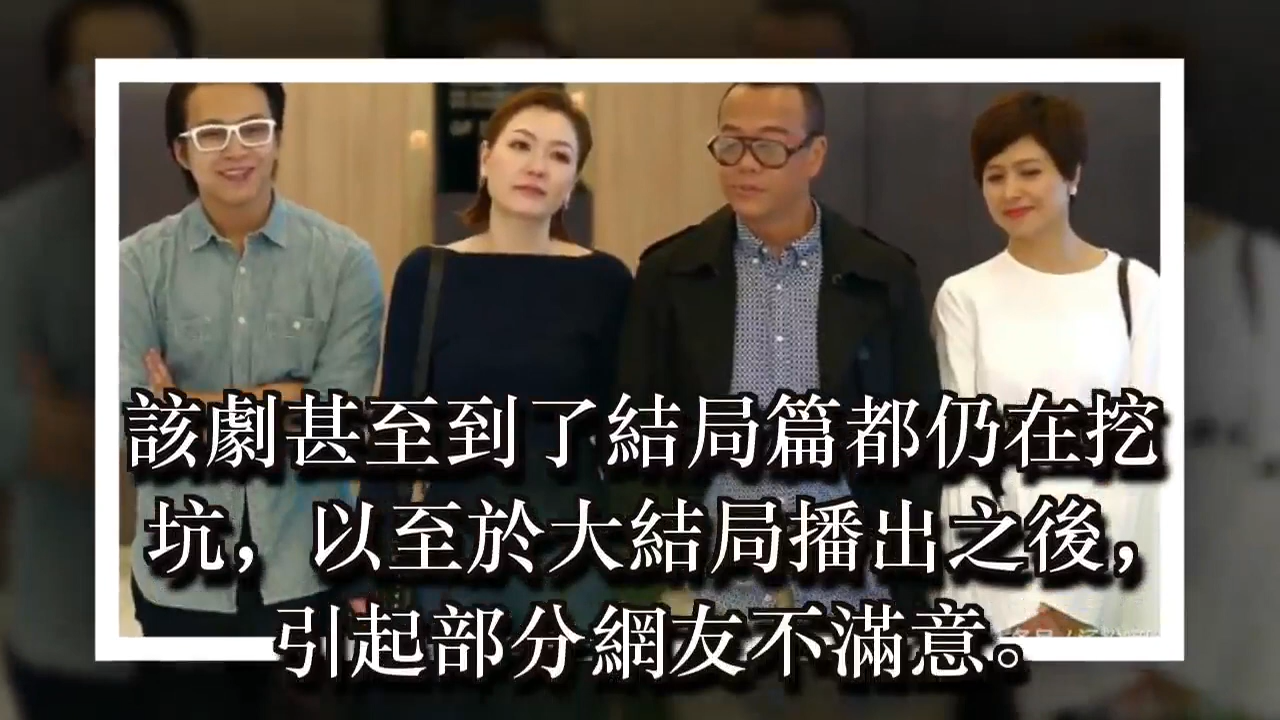 該劇甚至到了結局篇都仍在挖
坑，以至於大結局播出之後，
引起部分網友不滿意。